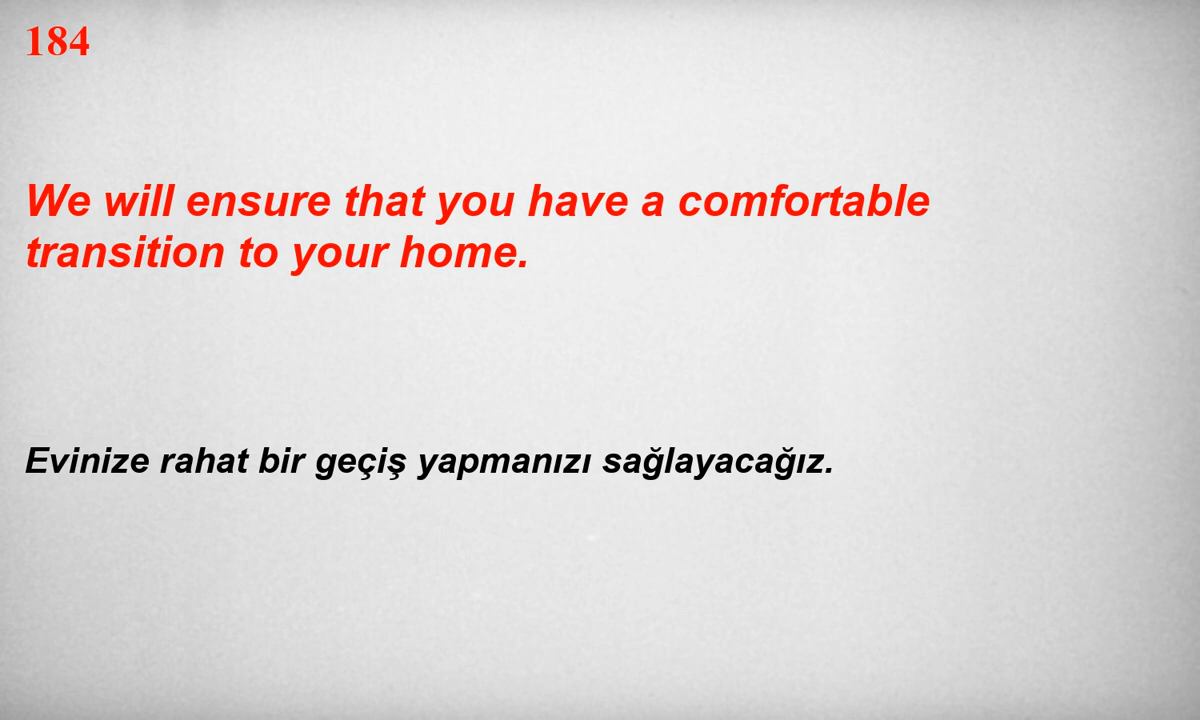 184
We will ensure that you have a comfortable
transition to your home.
Evinize rahat bir geçiş yapmanızı sağlayacağız.